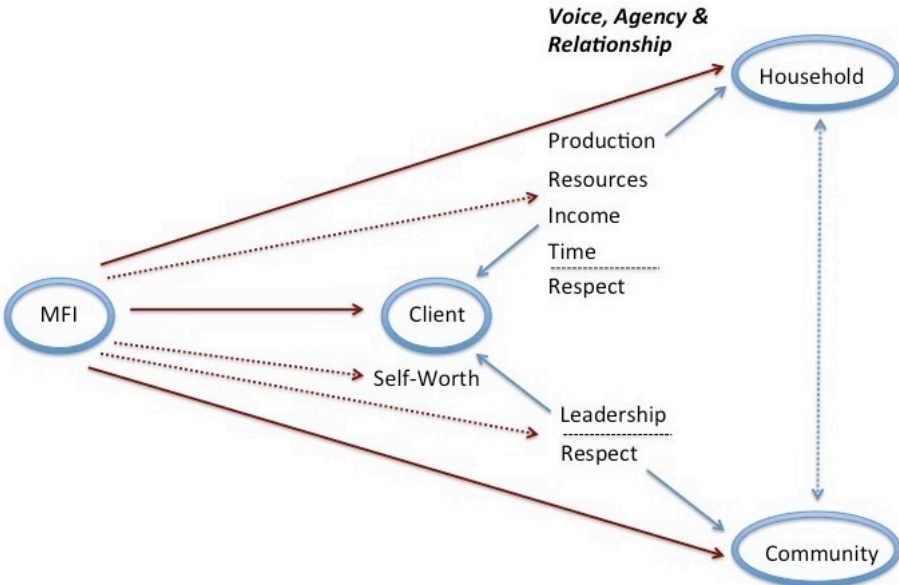 Voice, Agency &
Relationship
Household
Production
Resources
Income
Time
Respect
MFI
Client
Self-Worth
Leadership
Respect
Community